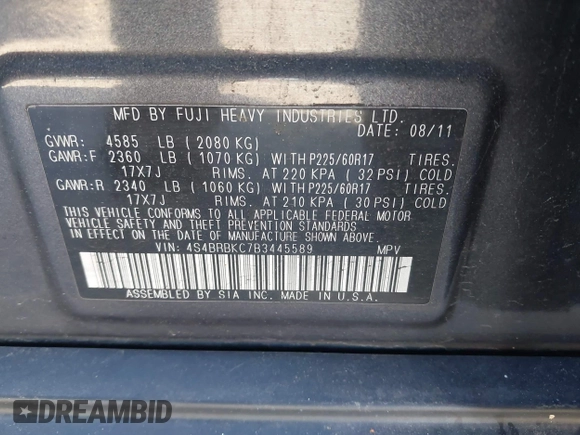 MFD BY FUJI HEAVY INDUSTRIES LTD.
DATE: 08/11
GVWR: 4585 LB (2080 KG)
GAWR:F 2360 LB (1070 KG) WITH P225/60R17 TIRES.
17X7J RIMS. AT 220 KPA (32 PSI) COLD
GAWR:R 2340 LB (1060 KG) WITH P225/60R17 TIRES.
17X7J RIMS. AT 210 KPA (30 PSI) COLD
THIS VEHICLE CONFORMS TO ALL APPLICABLE FEDERAL MOTOR
VEHICLE SAFETY AND THEFT PREVENTION STANDARDS
IN EFFECT ON THE DATE OF MANUFACTURE SHOWN ABOVE.
VIN: 4S4BRBKC7B3445589 MPV
ASSEMBLED BY SIA INC. MADE IN U.S.A.
DREAMBID